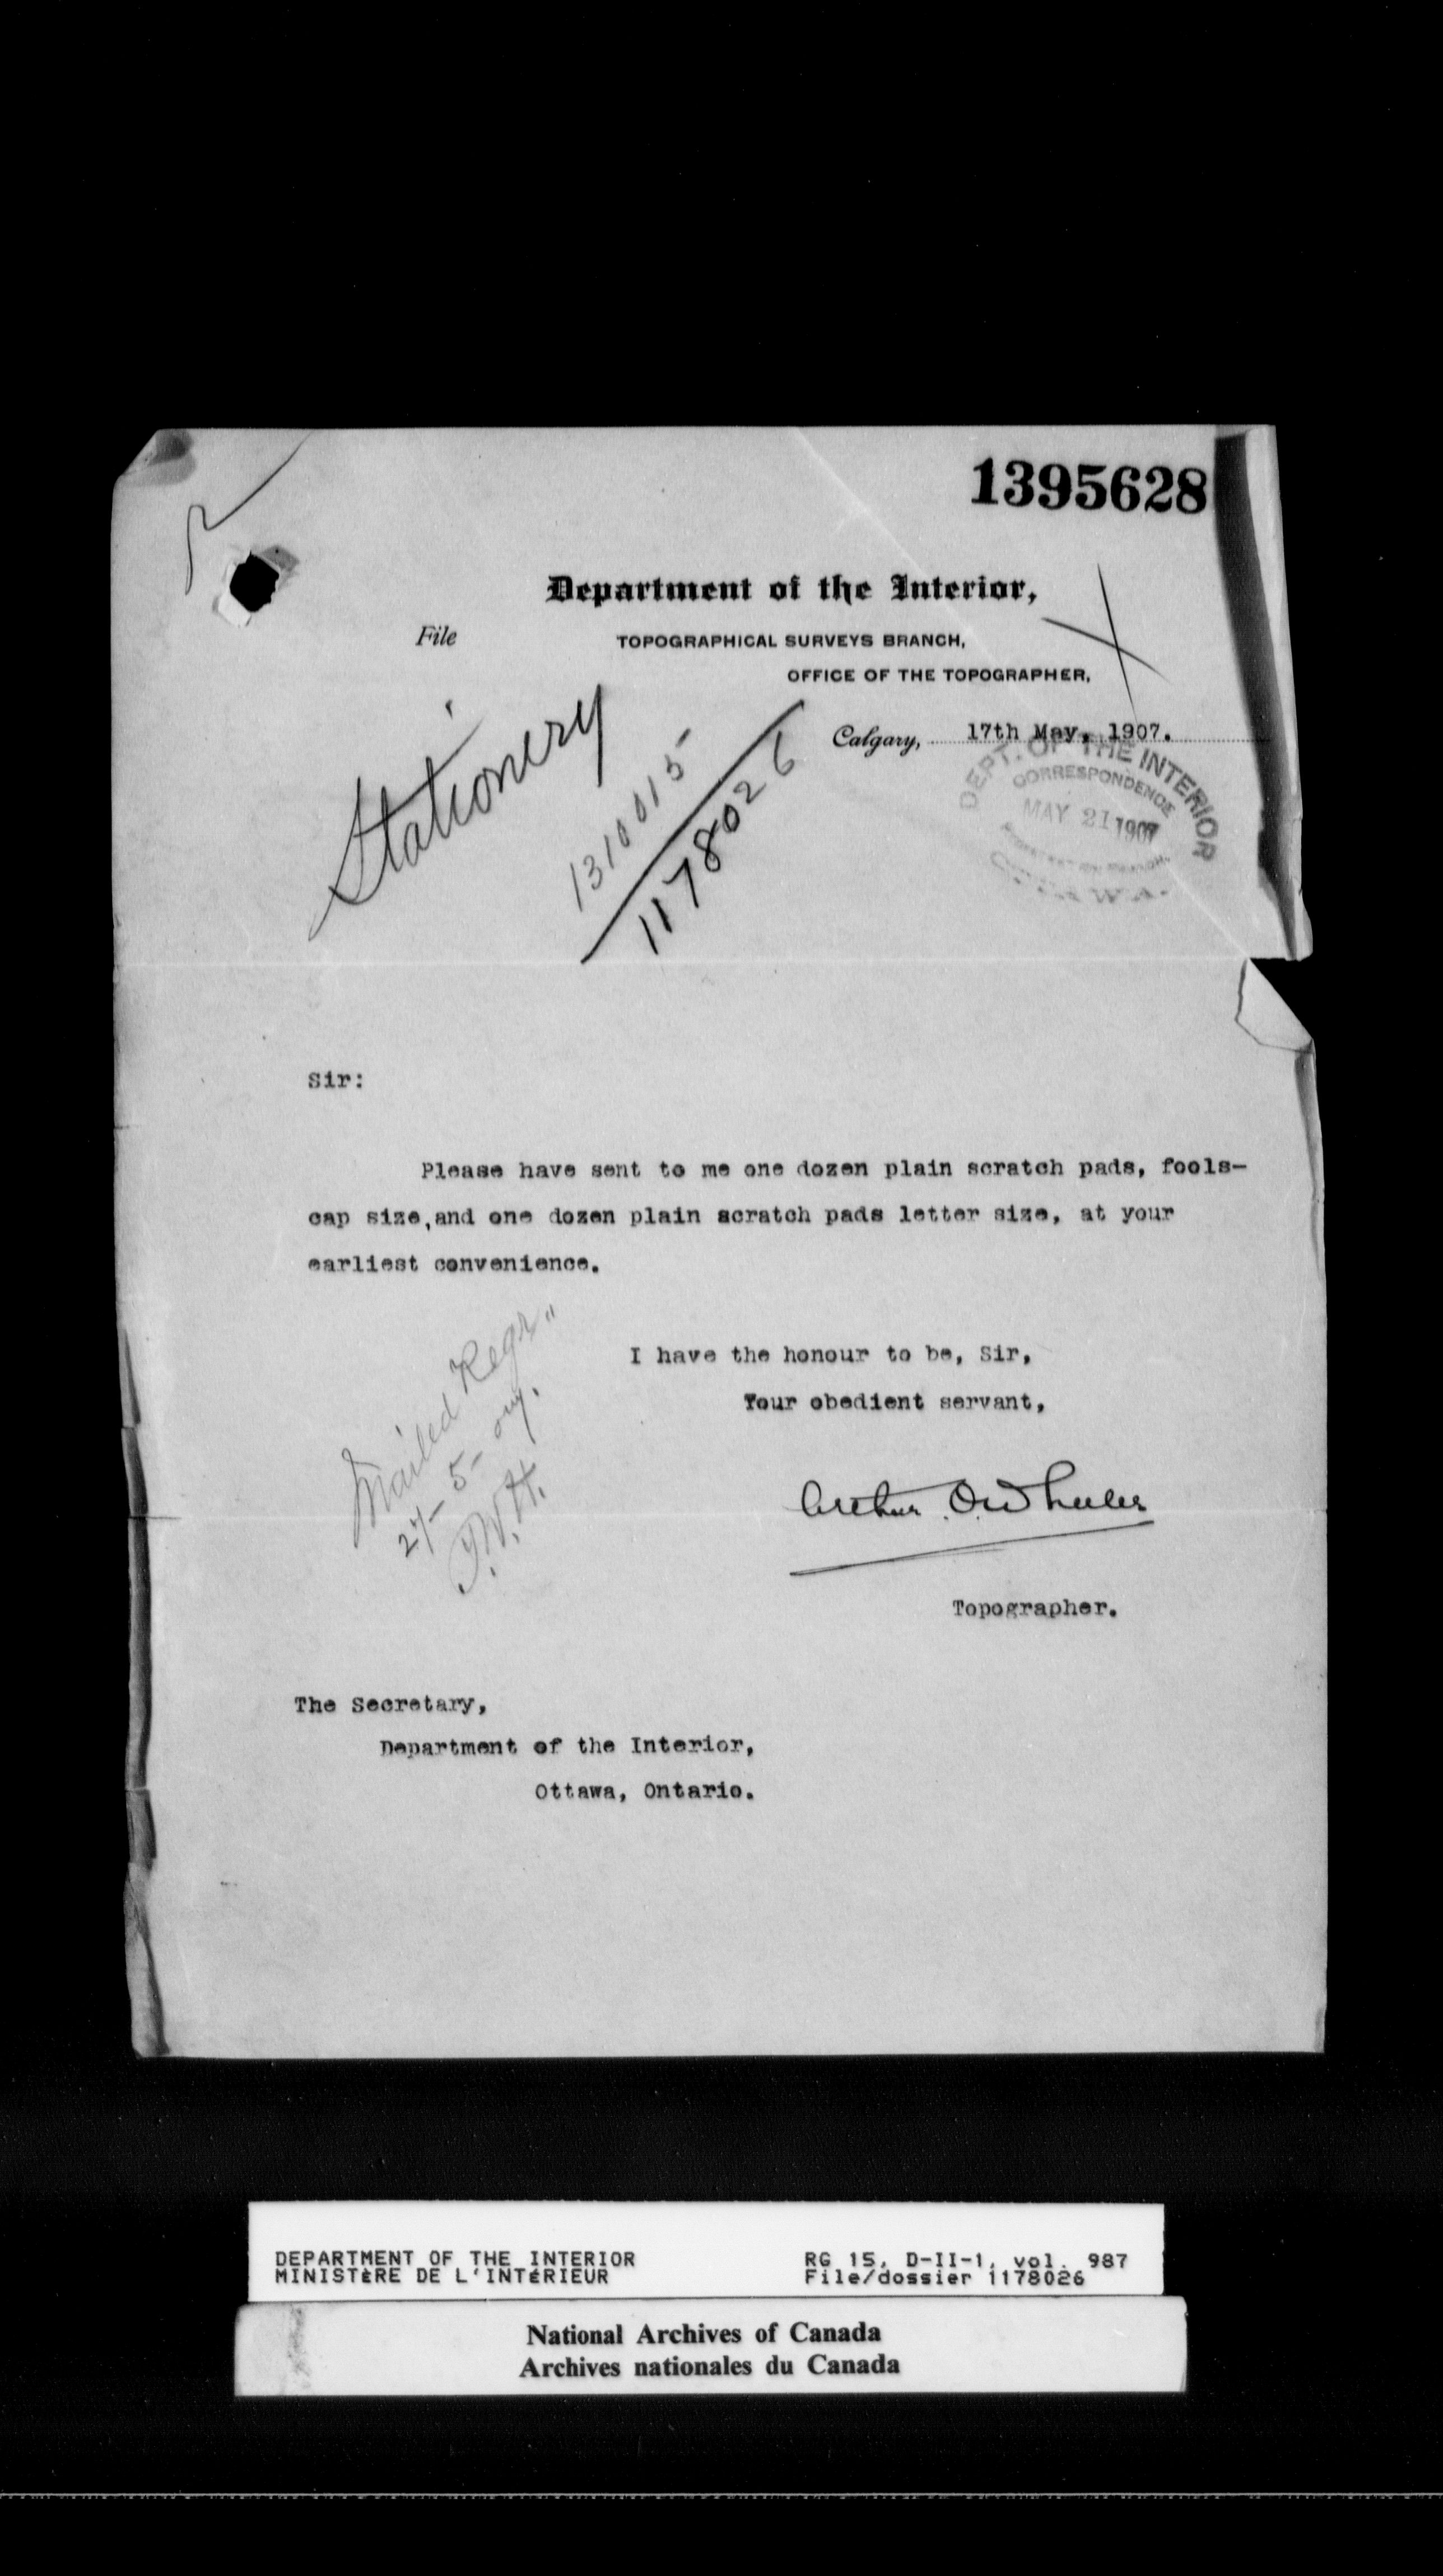 1395628
Department of the Interior,
File
TOPOGRAPHICAL SURVEYS BRANCH,
OFFICE OF THE TOPOGRAPHER,
Calgary, 17th May, 1907.
DEPT. OF THE INTERIOR
CORRESPONDENCE
MAY 21 1907
Stationery
1310015
1178026
Sir:
Please have sent to me one dozen plain scratch pads, fools-
cap size, and one dozen plain scratch pads letter size, at your
earliest convenience.
I have the honour to be, Sir,
Your obedient servant,
Mailed Regr.
27-5-07.
Arthur O Wheeler
Topographer.
The Secretary,
Department of the Interior,
Ottawa, Ontario.
DEPARTMENT OF THE INTERIOR
MINISTÈRE DE L'INTÉRIEUR
RG 15, D-II-1, vol. 987
File/dossier 1178026
National Archives of Canada
Archives nationales du Canada